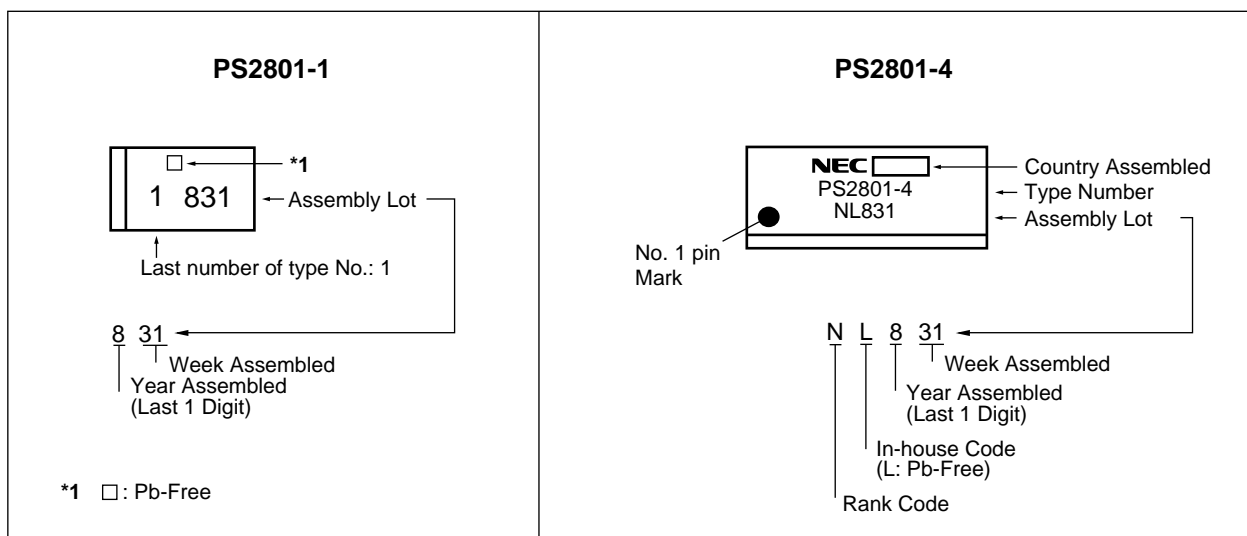 PS2801-1
*1
1 831
Assembly Lot
Last number of type No.: 1
8 31
Week Assembled
Year Assembled
(Last 1 Digit)
*1 □ : Pb-Free
PS2801-4
NEC
Country Assembled
PS2801-4
Type Number
NL831
Assembly Lot
No. 1 pin
Mark
N L 8 31
Week Assembled
Year Assembled
(Last 1 Digit)
In-house Code
(L: Pb-Free)
Rank Code